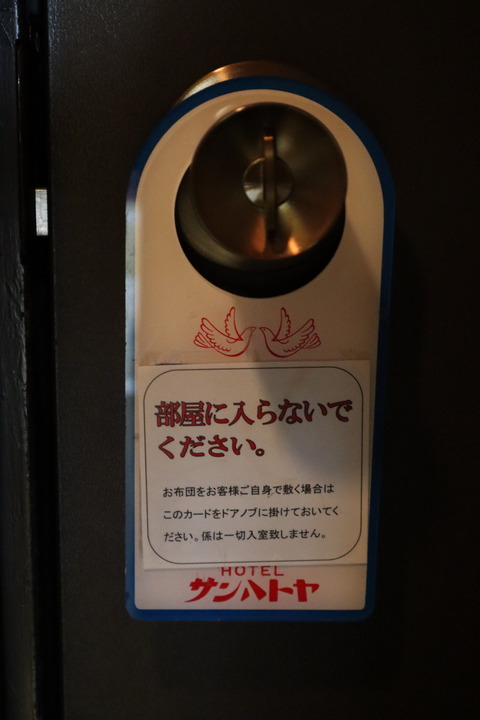 部屋に入らないで
ください。
お布団をお客様ご自身で敷く場合は
このカードをドアノブに掛けておいてく
ださい。係は一切入室致しません。
HOTEL
サンハトヤ